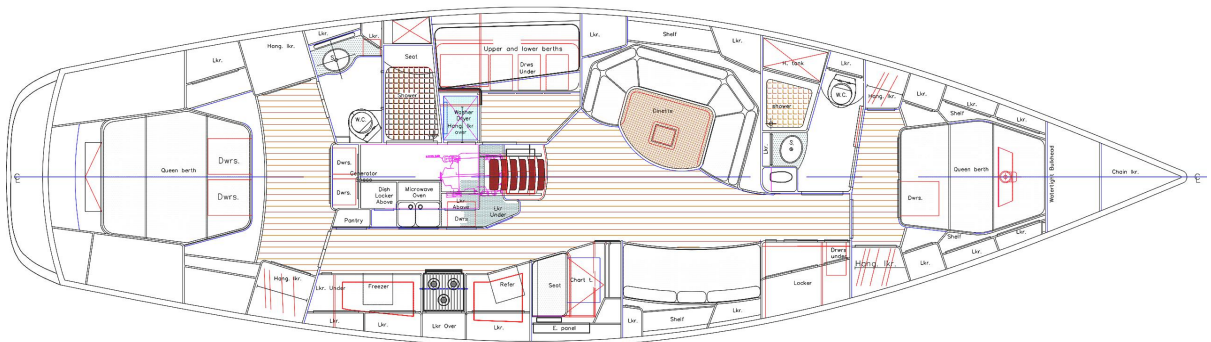 Lkr.
Lkr.
Lkr.
Shelf
Lkr.
Hang. lkr.
Lkr.
S.
Seat
Upper and lower berths
Drws
Under
H. tank
Lkr.
Shower
W.C.
Washer
Dryer
Hang. lkr
over
Dinette
shower
Lkr.
S.
W.C.
Hang. lkr.
Lkr.
Shelf
Lkr.
Lkr.
Queen berth
Dwrs.
Dwrs.
Dwrs.
Dwrs.
Generator
Dish
Locker
Above
Microwave
Oven
Lkr
Above
Dwrs
Lkr
Under
Pantry
Queen berth
Dwrs.
Watertight Bulkhead
Chain lkr.
Hang. lkr.
Lkr. Under
Freezer
Refer
Seat
Chart t.
Drwrs
under
Locker
Hang. lkr.
Lkr.
Shelf
Lkr.
Lkr.
Lkr.
Lkr.
Lkr Over
Lkr.
E. panel
Lkr.
Shelf
Lkr.